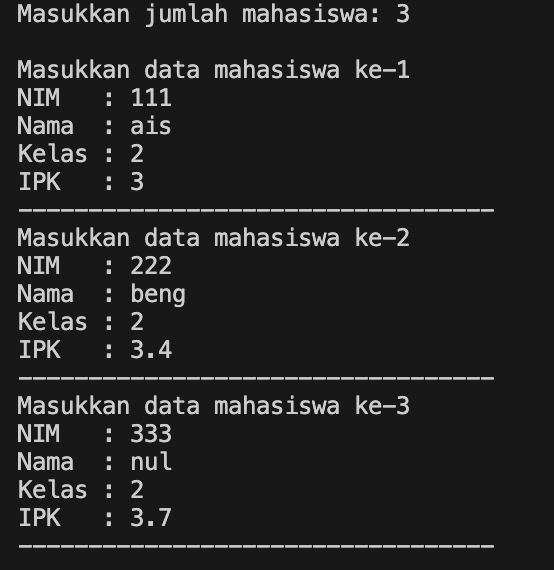 Masukkan jumlah mahasiswa: 3
Masukkan data mahasiswa ke-1
NIM   : 111
Nama  : ais
Kelas : 2
IPK   : 3
----------------------------------
Masukkan data mahasiswa ke-2
NIM   : 222
Nama  : beng
Kelas : 2
IPK   : 3.4
----------------------------------
Masukkan data mahasiswa ke-3
NIM   : 333
Nama  : nul
Kelas : 2
IPK   : 3.7
----------------------------------